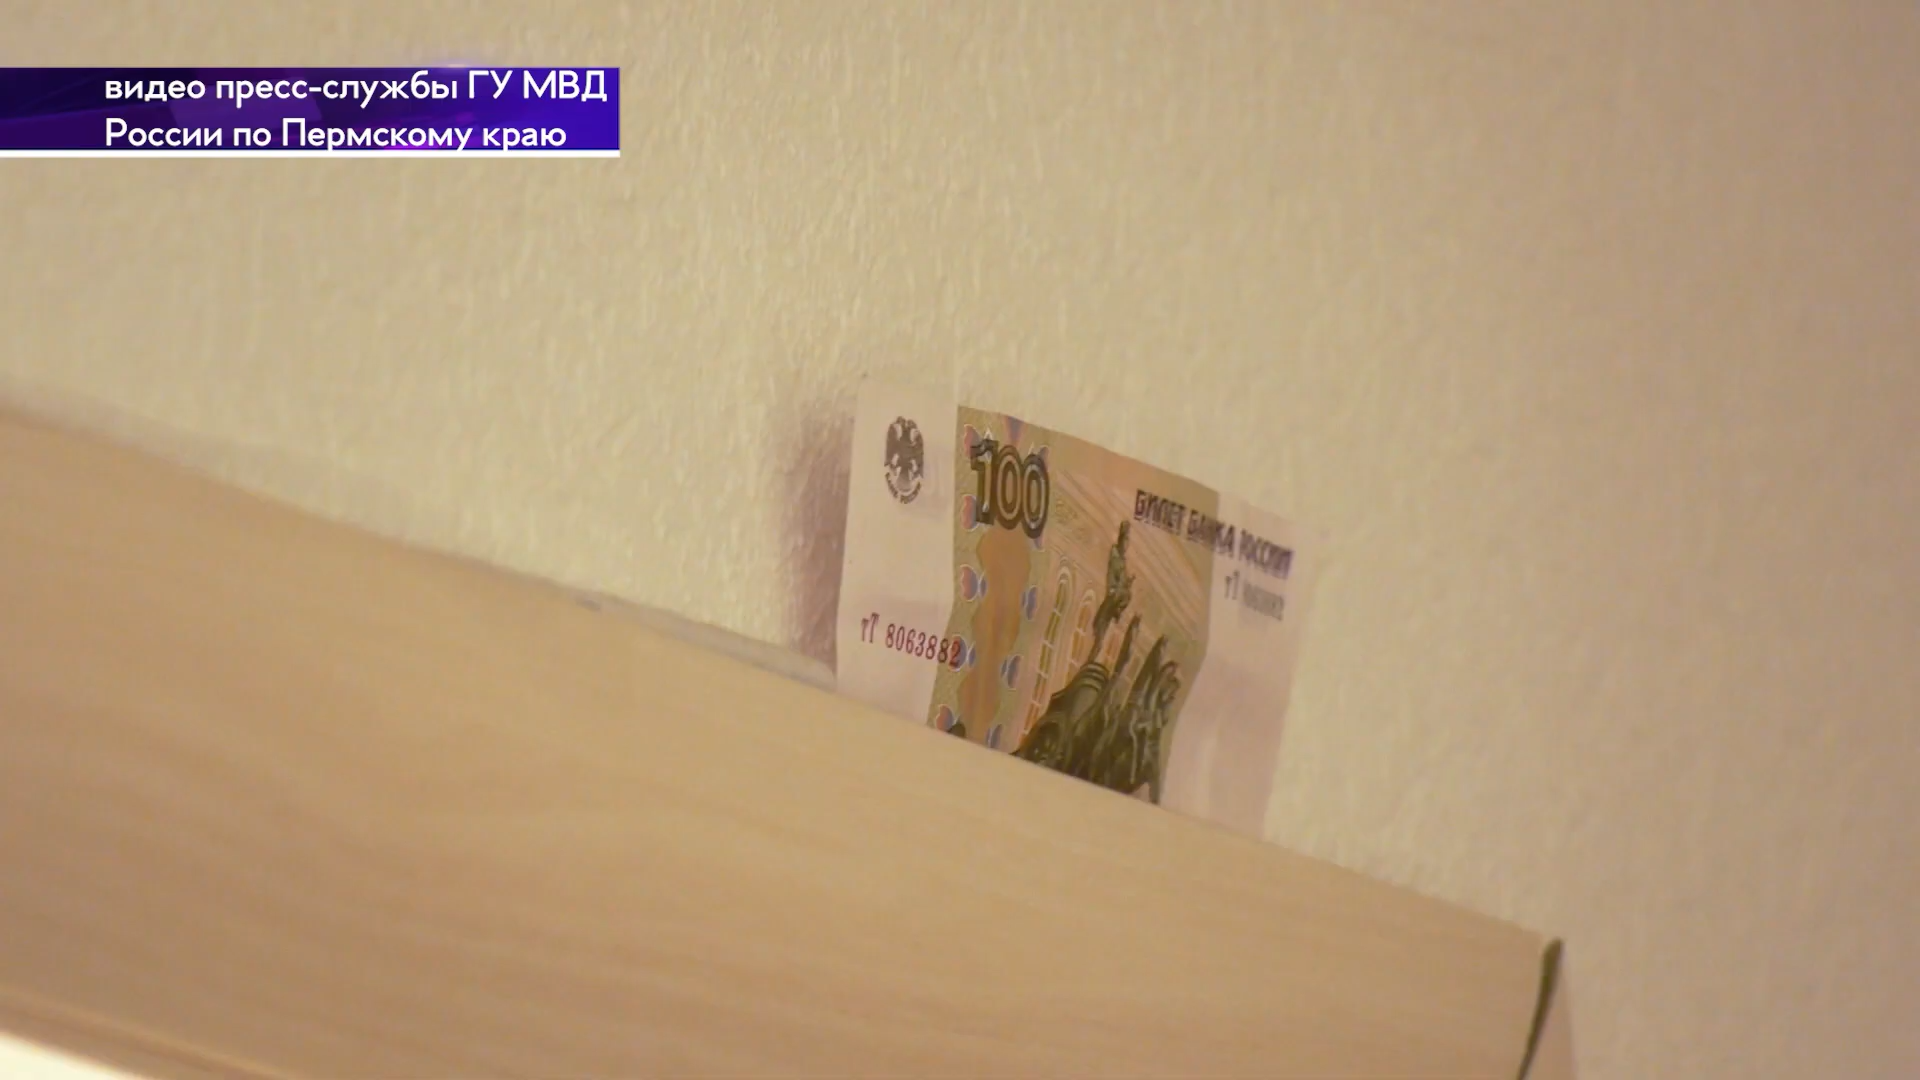 видео пресс-службы ГУ МВД
России по Пермскому краю
100
БИЛЕТ БАНКА РОССИИ
тТ 8063882